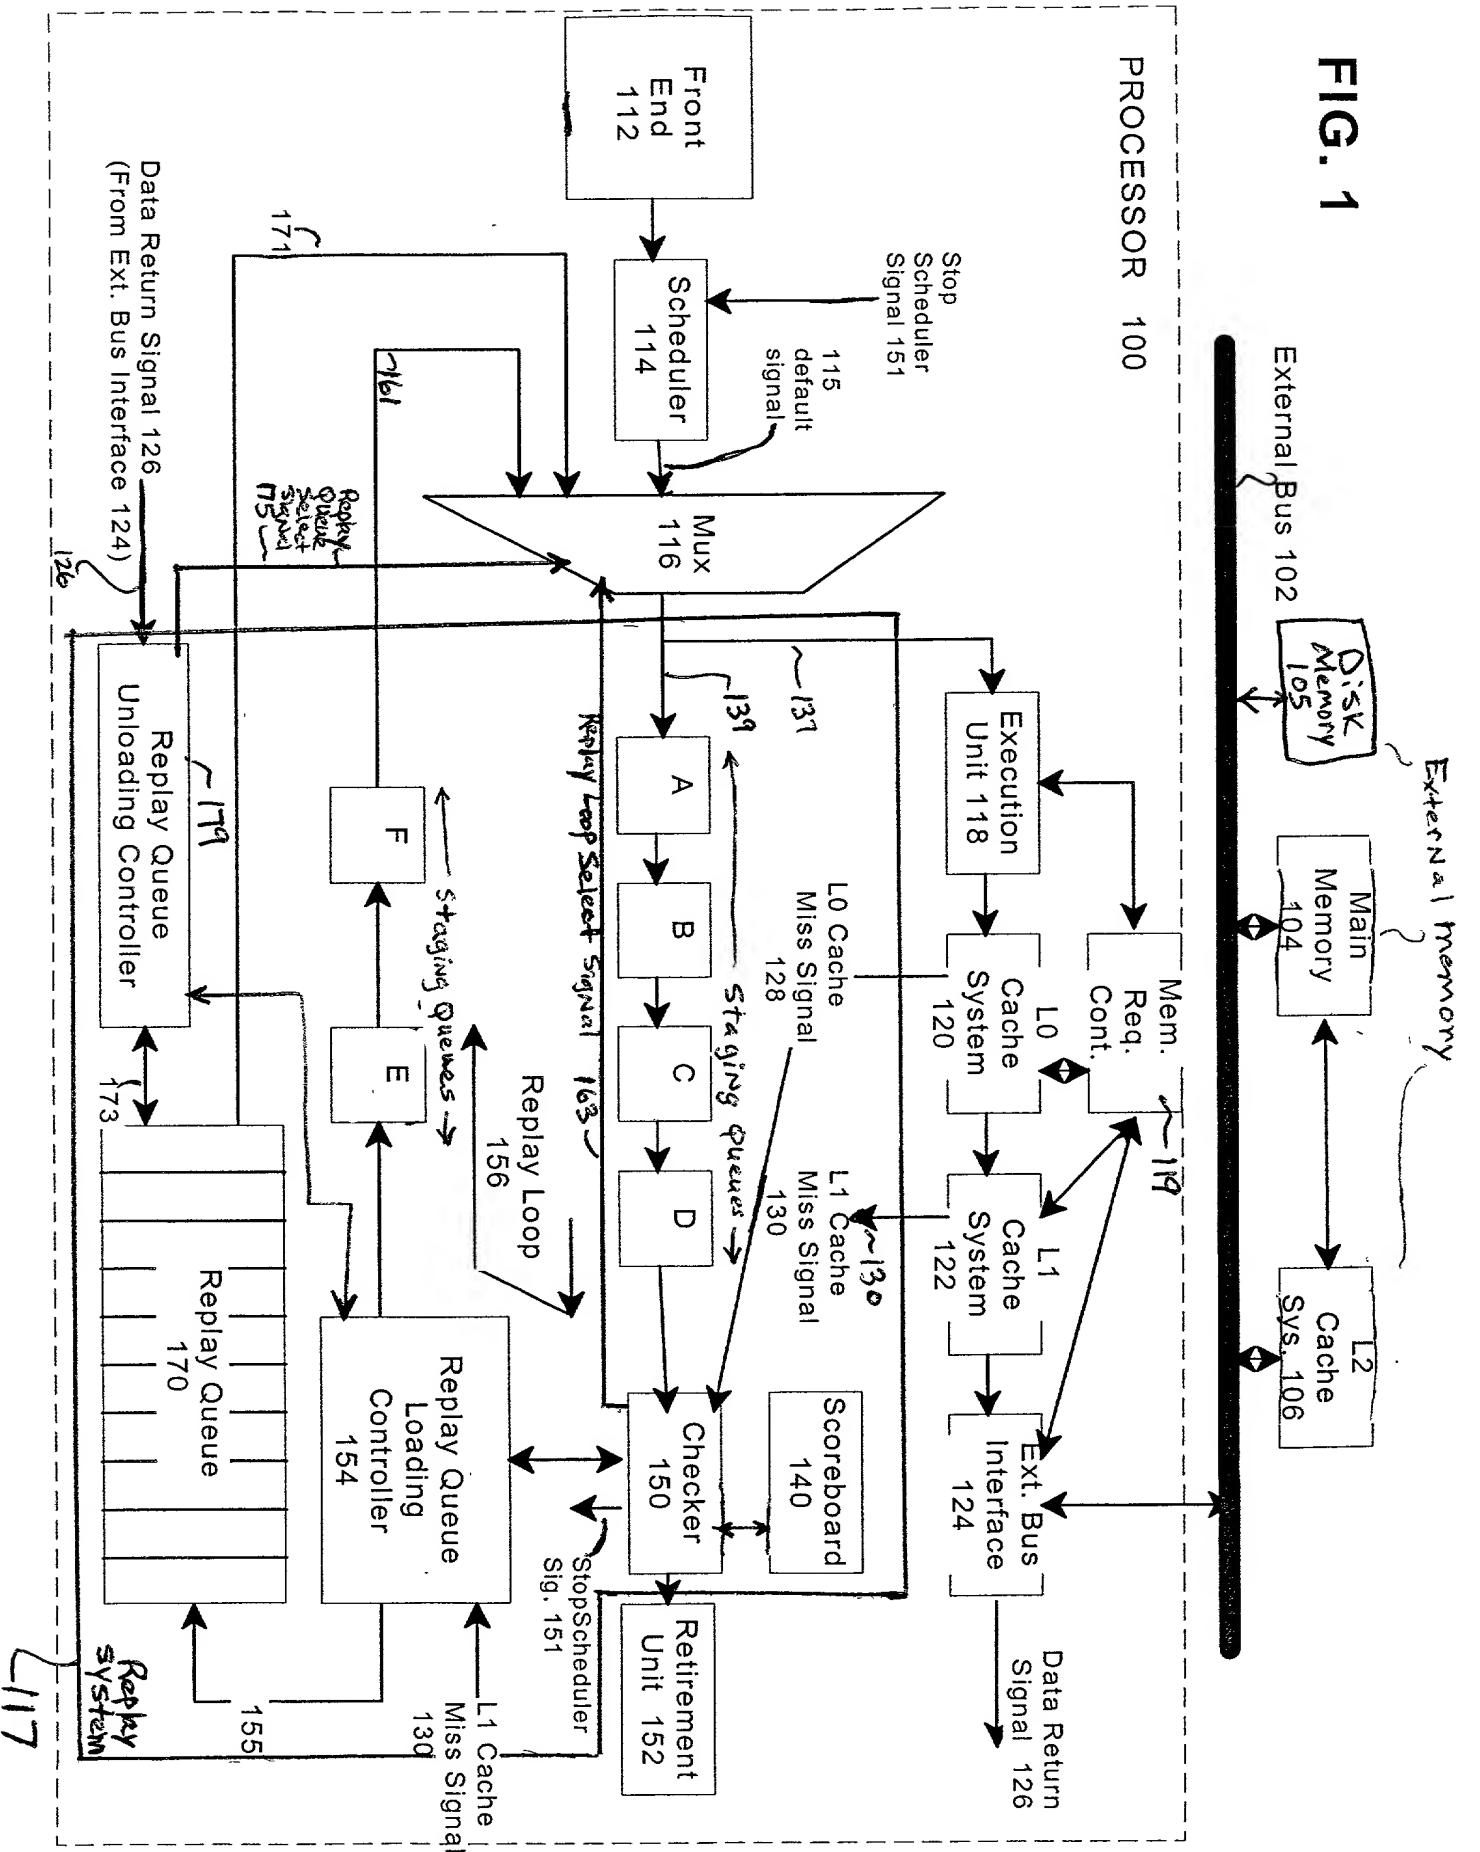 FIG. 1
External Bus 102
Disk
Memory
105
External memory
Main
Memory
104
L2
Cache
Sys. 106
PROCESSOR 100
Mem.
Req.
Cont.
119
Execution
Unit 118
L0
Cache
System
120
L1
Cache
System
122
Ext. Bus
Interface
124
Data Return
Signal 126
Stop
Scheduler
Signal 151
115
default
signal
137
139
L0 Cache
Miss Signal
128
L1 Cache
Miss Signal
130
130
Scoreboard
140
Front
End
112
Scheduler
114
Mux
116
A
B
C
D
Staging Queues
Checker
150
Retirement
Unit 152
Replay Loop Select Signal 163
StopScheduler
Sig. 151
Replay Loop
156
Staging Queues
F
E
161
Replay Queue
Loading
Controller
154
L1 Cache
Miss Signal
130
171
Replay
Queue
Select
Signal
175
Data Return Signal 126
(From Ext. Bus Interface 124)
126
179
Replay Queue
Unloading Controller
173
Replay Queue
170
155
Replay
System
117